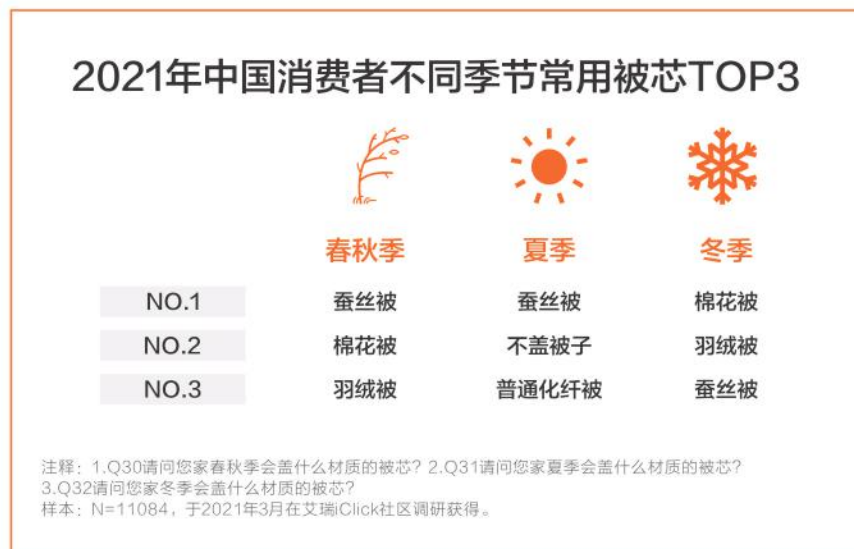 2021年中国消费者不同季节常用被芯TOP3
春秋季 夏季 冬季
NO.1 蚕丝被 蚕丝被 棉花被
NO.2 棉花被 不盖被子 羽绒被
NO.3 羽绒被 普通化纤被 蚕丝被
注释：1.Q30请问您家春秋季会盖什么材质的被芯？2.Q31请问您家夏季会盖什么材质的被芯？
3.Q32请问您家冬季会盖什么材质的被芯？
样本：N=11084，于2021年3月在艾瑞iClick社区调研获得。